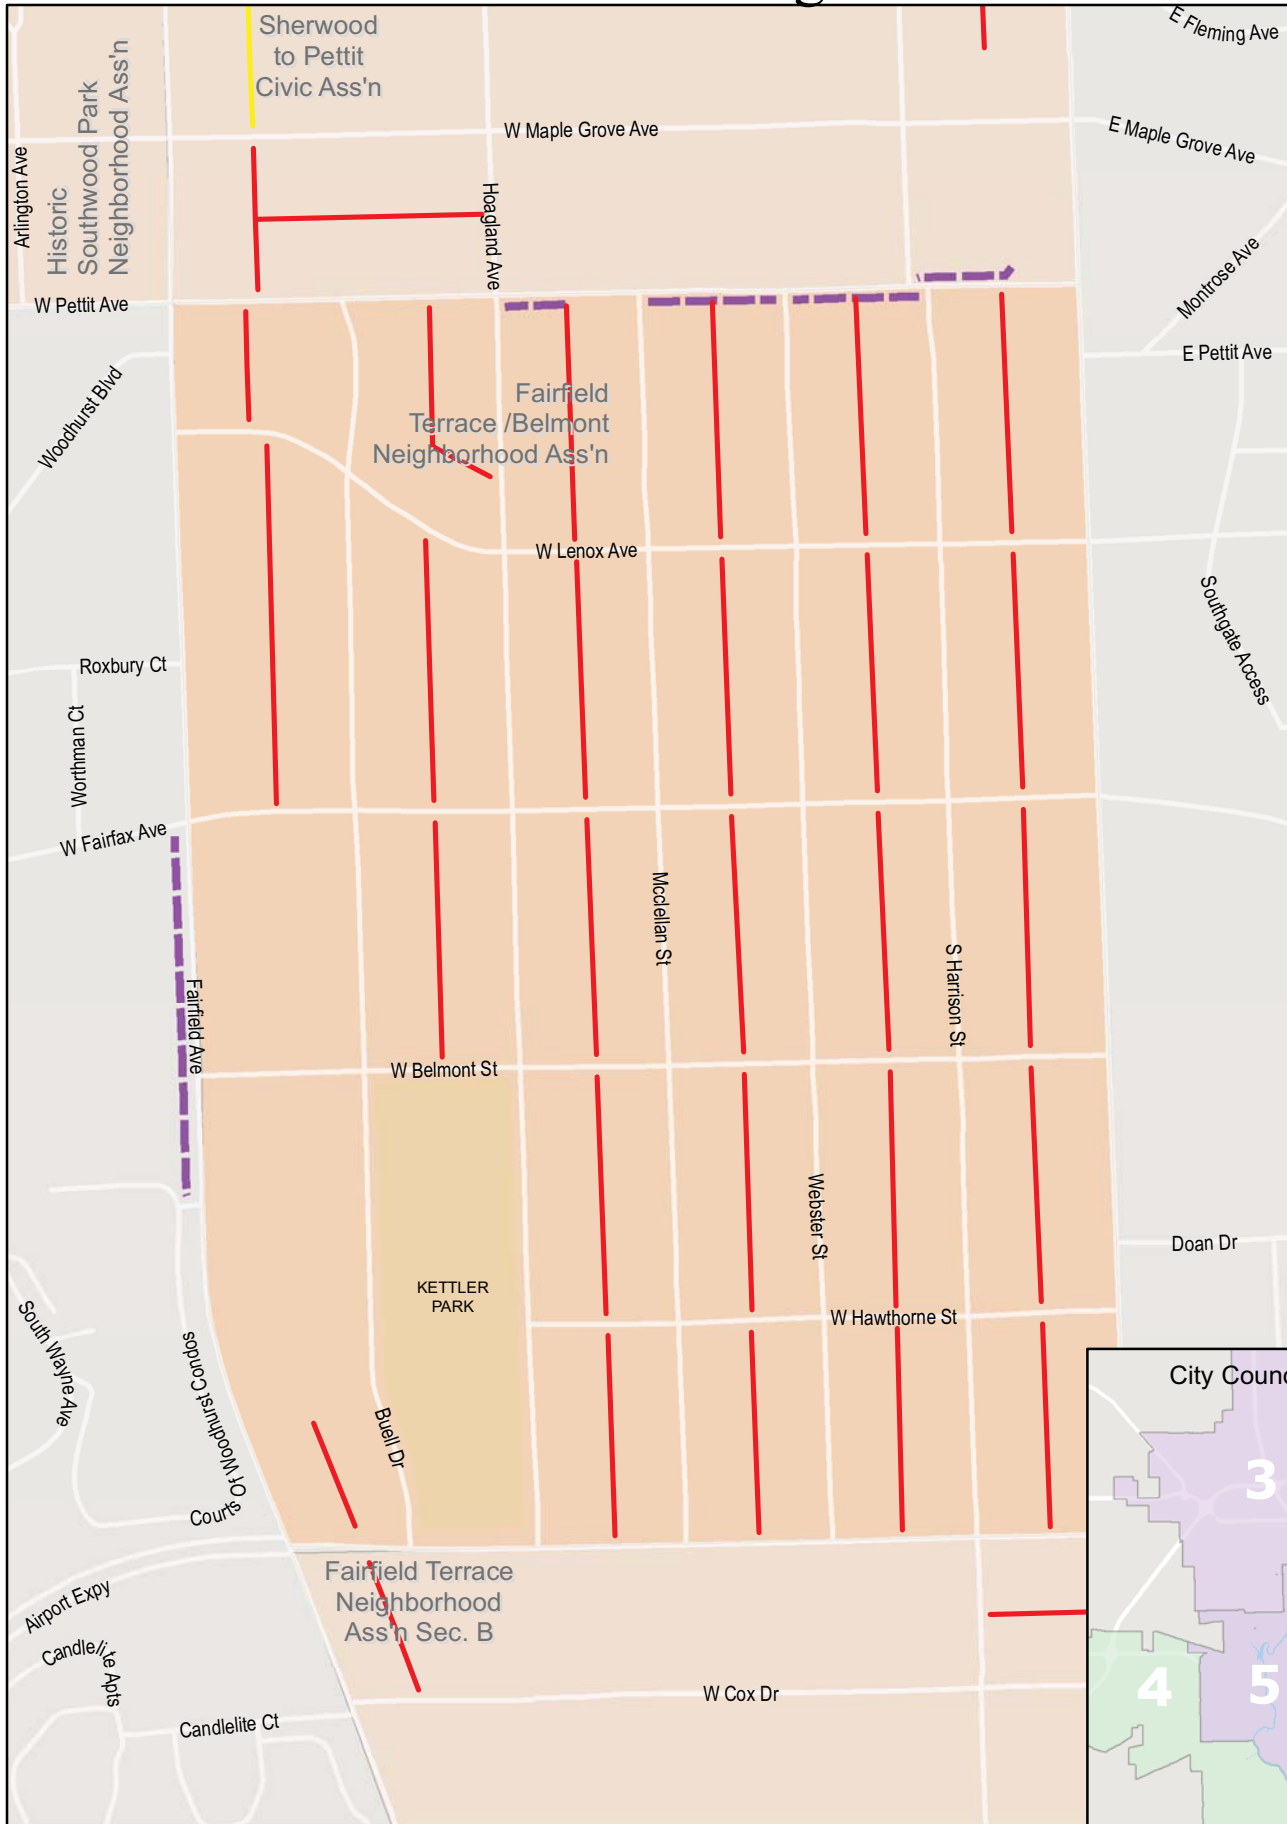 g
Sherwood
to Pettit
Civic Ass'n
E Fleming Ave
Historic
Southwood Park
Neighborhood Ass'n
Arlington Ave
W Maple Grove Ave
E Maple Grove Ave
Hoagland Ave
Montrose Ave
W Pettit Ave
E Pettit Ave
Woodhurst Blvd
Fairfield
Terrace /Belmont
Neighborhood Ass'n
W Lenox Ave
Southgate Access
Roxbury Ct
Worthman Ct
W Fairfax Ave
Mcclellan St
S Harrison St
Fairfield Ave
W Belmont St
Webster St
Doan Dr
KETTLER
PARK
W Hawthorne St
South Wayne Ave
Courts Of Woodhurst Condos
Buell Dr
City Counc
3
Fairfield Terrace
Neighborhood
Ass'n Sec. B
Airport Expy
Candlelite Apts
4
5
W Cox Dr
Candlelite Ct